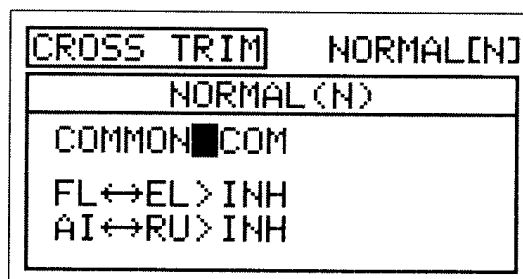 CROSS TRIM NORMAL[N]
NORMAL(N)
COMMON COM
FL↔EL>INH
AI↔RU>INH